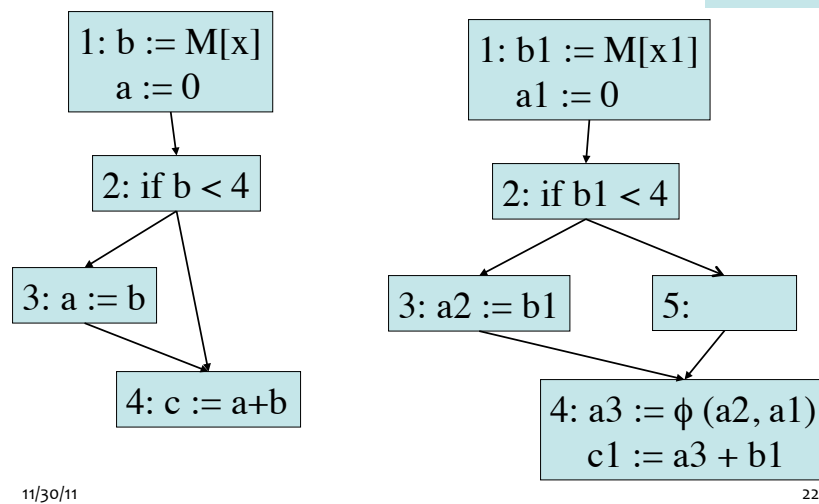 1: b := M[x]
a := 0
2: if b < 4
3: a := b
4: c := a+b
1: b1 := M[x1]
a1 := 0
2: if b1 < 4
3: a2 := b1
5:
4: a3 := ϕ (a2, a1)
c1 := a3 + b1
11/30/11
22